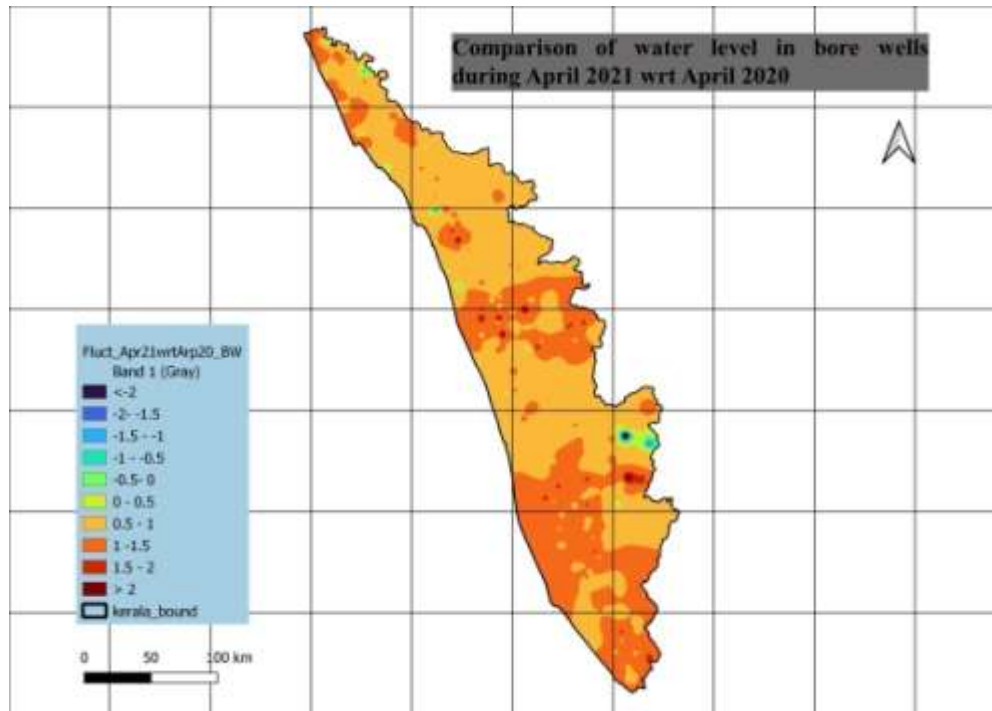 Comparison of water level in bore wells
during April 2021 wrt April 2020
Fluct_Apr21wrtArp20_BW
Band 1 (Gray)
<-2
-2- -1.5
-1.5 - -1
-1 - -0.5
-0.5- 0
0 - 0.5
0.5 - 1
1 -1.5
1.5 - 2
> 2
kerala_bound
0 50 100 km